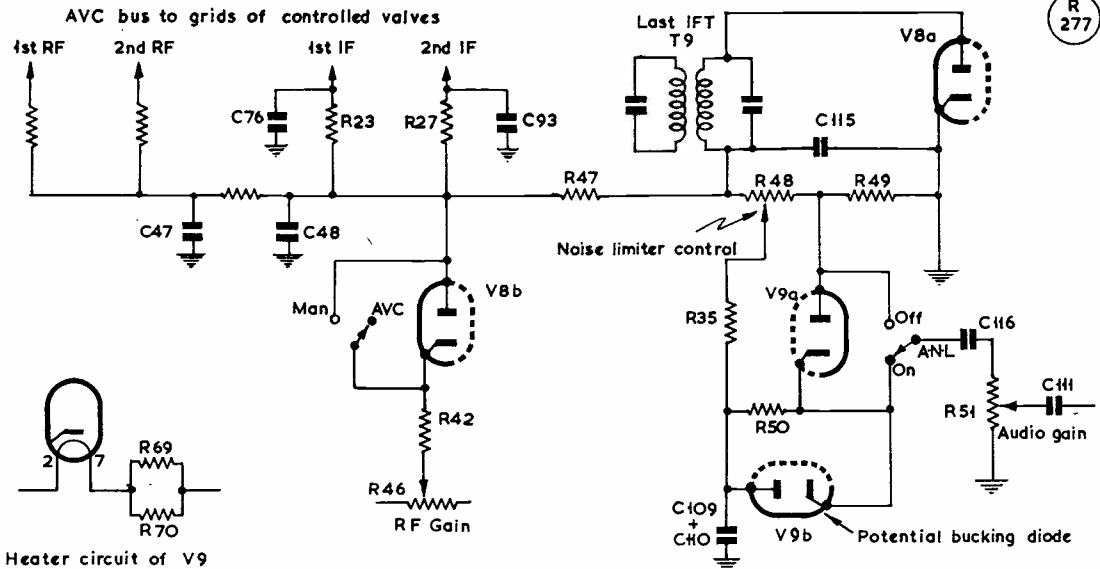 AVC bus to grids of controlled valves
R
277
1st RF
2nd RF
1st IF
2nd IF
Last IFT
T9
V8a
C76
R23
R27
C93
C115
R47
R48
R49
C47
C48
Noise limiter control
Man
AVC
V8b
R35
V9a
Off
C116
ANL
On
R51
C111
Audio gain
R50
R42
R46
RF Gain
2
7
R69
R70
C109
+
C110
V9b
Potential bucking diode
Heater circuit of V9